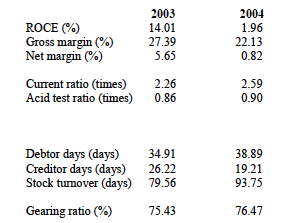 2003 2004
ROCE (%) 14.01 1.96
Gross margin (%) 27.39 22.13
Net margin (%) 5.65 0.82
Current ratio (times) 2.26 2.59
Acid test ratio (times) 0.86 0.90
Debtor days (days) 34.91 38.89
Creditor days (days) 26.22 19.21
Stock turnover (days) 79.56 93.75
Gearing ratio (%) 75.43 76.47